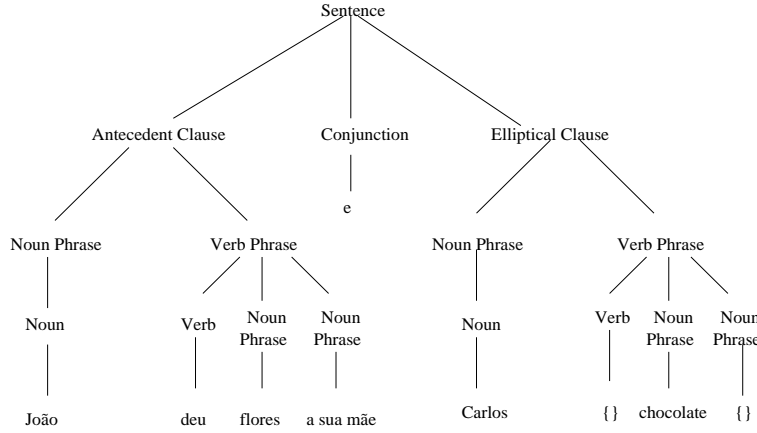 Sentence
Antecedent Clause Conjunction Elliptical Clause
e
Noun Phrase Verb Phrase Noun Phrase Verb Phrase
Noun Verb Noun Phrase Noun Phrase Noun Verb Noun Phrase Noun Phrase
João deu flores a sua mãe Carlos {} chocolate {}